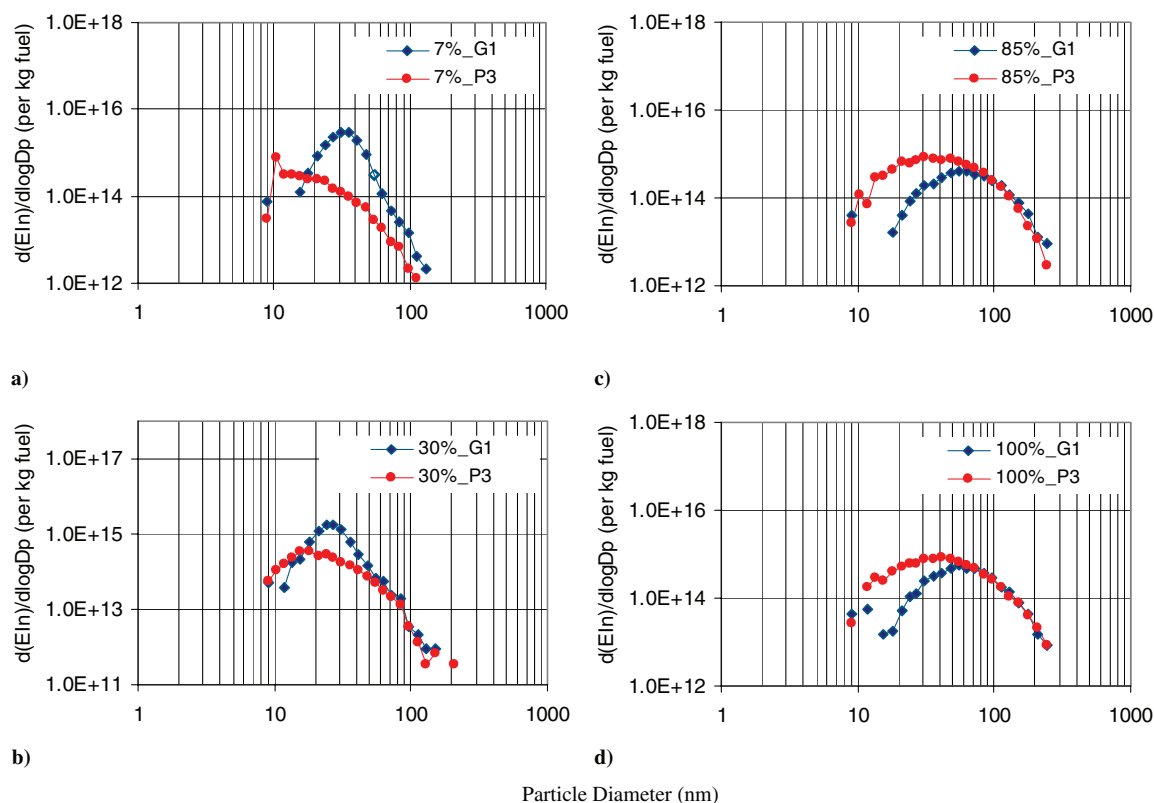 1.0E+18
1.0E+16
1.0E+14
1.0E+12
d(EIn)/dlogDp (per kg fuel)
7%_G1
7%_P3
1 10 100 1000
a)
1.0E+18
1.0E+16
1.0E+14
1.0E+12
d(EIn)/dlogDp (per kg fuel)
85%_G1
85%_P3
1 10 100 1000
c)
1.0E+17
1.0E+15
1.0E+13
1.0E+11
d(EIn)/dlogDp (per kg fuel)
30%_G1
30%_P3
1 10 100 1000
b)
1.0E+18
1.0E+16
1.0E+14
1.0E+12
d(EIn)/dlogDp (per kg fuel)
100%_G1
100%_P3
1 10 100 1000
d)
Particle Diameter (nm)